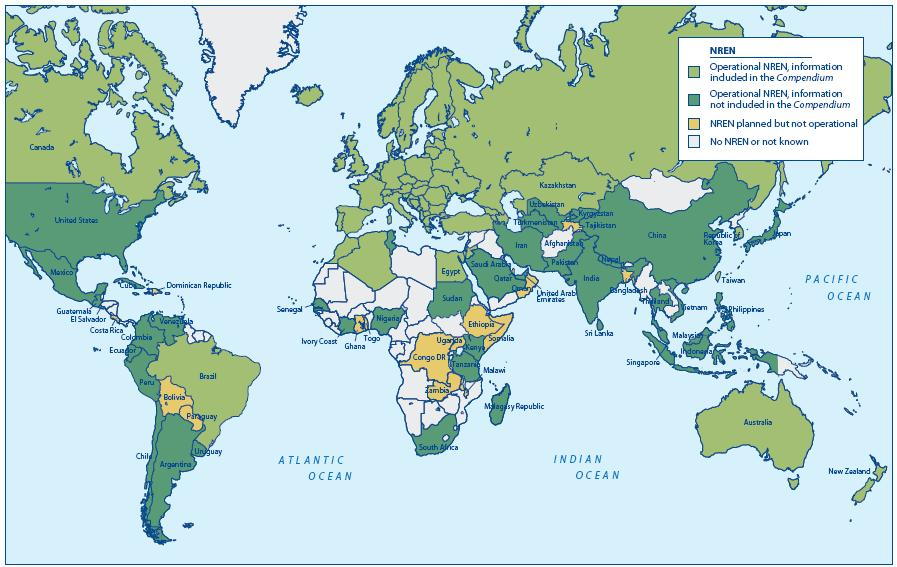 NREN
Operational NREN, information
included in the Compendium
Operational NREN, information
not included in the Compendium
NREN planned but not operational
No NREN or not known
Canada
United States
Mexico
Cuba
Dominican Republic
Guatemala
El Salvador
Costa Rica
Venezuela
Colombia
Ecuador
Peru
Brazil
Bolivia
Paraguay
Uruguay
Chile
Argentina
ATLANTIC
OCEAN
Senegal
Ivory Coast
Ghana
Togo
Nigeria
Egypt
Sudan
Ethiopia
Somalia
Uganda
Kenya
Congo DR
Tanzania
Malawi
Zambia
Malagasy Republic
South Africa
Kazakhstan
Uzbekistan
Kyrgyzstan
Turkmenistan
Tajikistan
Iran
Afghanistan
Saudi Arabia
Pakistan
Nepal
Qatar
Oman
United Arab
Emirates
India
Bangladesh
Sri Lanka
China
Republic of
Korea
Japan
Taiwan
Thailand
Vietnam
Philippines
Malaysia
Singapore
Indonesia
PACIFIC
OCEAN
INDIAN
OCEAN
Australia
New Zealand